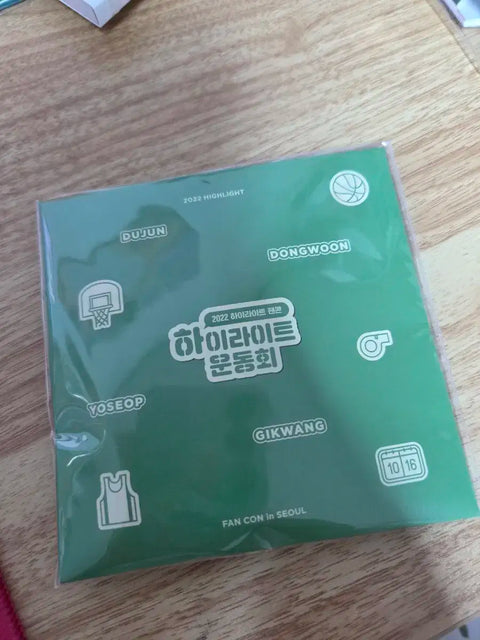 2022 HIGHLIGHT
DUJUN
DONGWOON
2022 하이라이트 팬콘
하이라이트
운동회
YOSEOP
GIKWANG
10 16
FAN CON in SEOUL